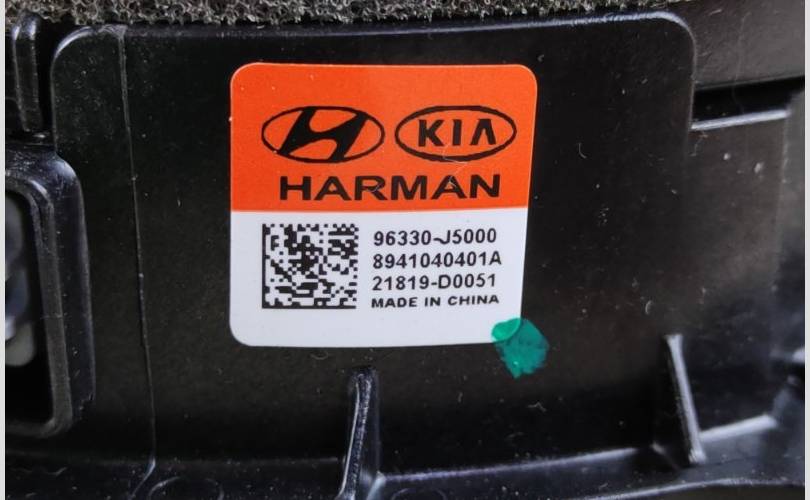 KIA
HARMAN
96330-J5000
8941040401A
21819-D0051
MADE IN CHINA